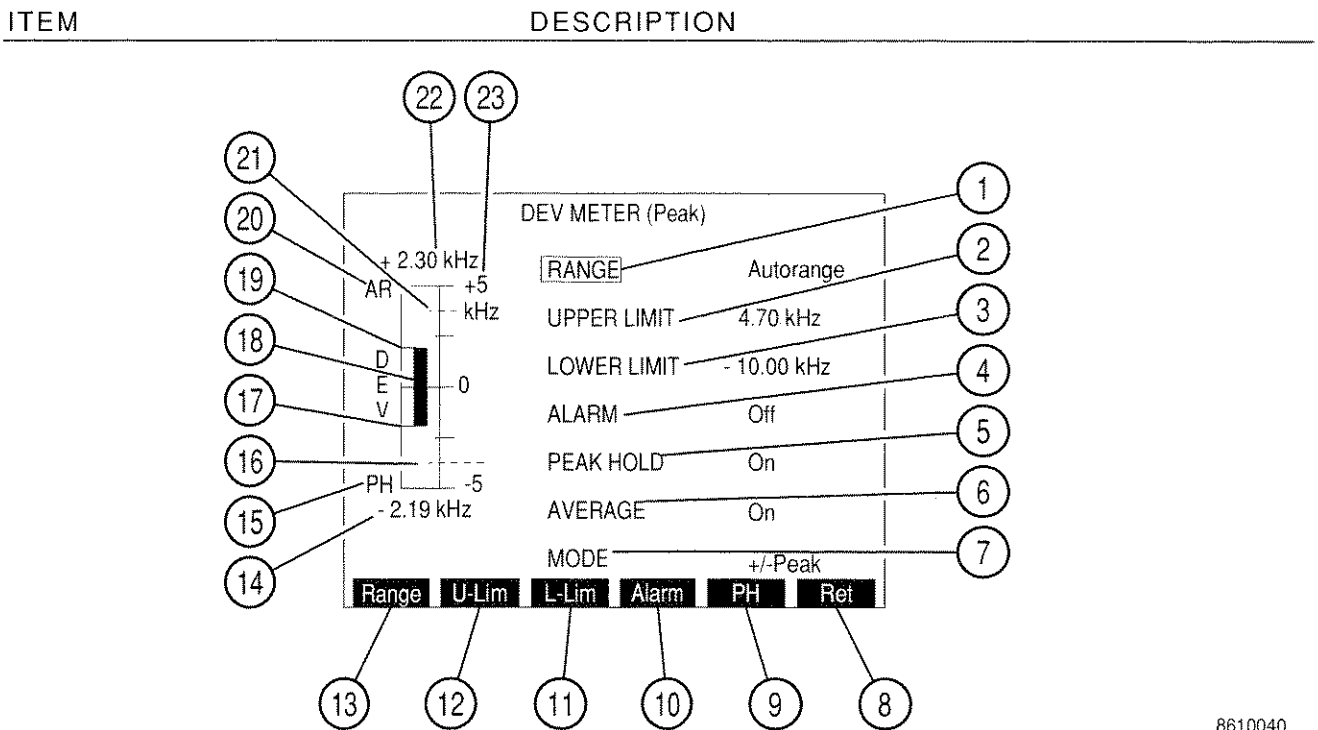 ITEM DESCRIPTION
22 23
21
1
DEV METER (Peak)
20
2
+ 2.30 kHz
RANGE Autorange
AR +5
19
kHz
3
UPPER LIMIT 4.70 kHz
18
D
LOWER LIMIT - 10.00 kHz
4
E 0
17
V
ALARM Off
5
16
PEAK HOLD On
PH -5
6
15
- 2.19 kHz
AVERAGE On
7
MODE +/-Peak
14
Range U-Lim L-Lim Alarm PH Ret
13 12 11 10 9 8
8610040